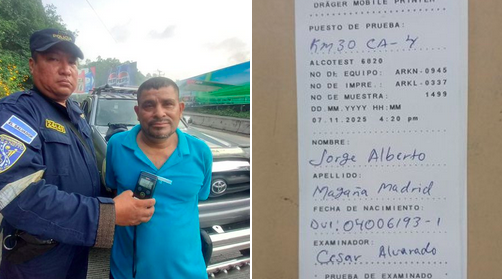 DRÄGER MOBILE PRINTER
PUESTO DE PRUEBA:
KM30 CA-4
ALCOTEST 6820
NO DE EQUIPO: ARKN-0945
NO DE IMPRE.: ARKL-0337
NO DE MUESTRA: 1499
DD MM.YYYY HH:MM
07.11.2025 4:20 pm
NOMBRE:
Jorge Alberto
APELLIDO:
Magaña Madrid
FECHA DE NACIMIENTO:
DUI: 04006193-1
EXAMINADOR:
Cesar Alvarado
PRUEBA DE EXAMINADO